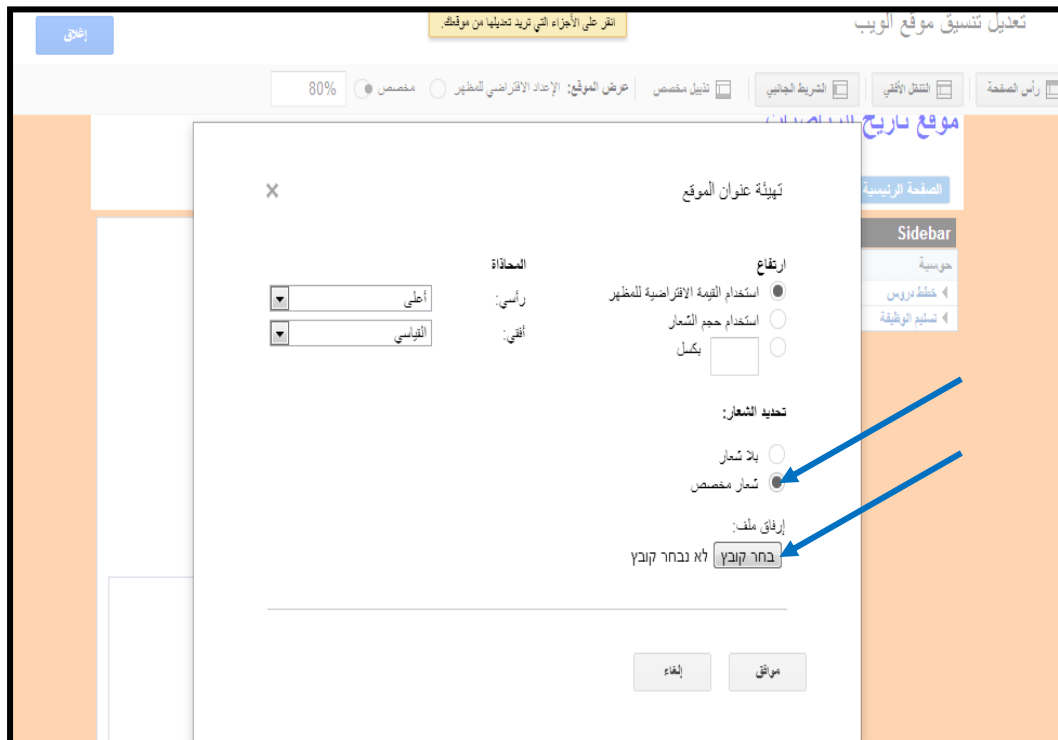 تعديل تنسيق موقع الويب
انقر على الأجزاء التي تريد تعديلها من موقعك.
إغلاق
رأس الصفحة
التنقل الأفقي
الشريط الجانبي
تذييل مخصص
عرض الموقع: الإعداد الافتراضي للمظهر
مخصص
80%
موقع تاريخ
الصفحة الرئيسية
Sidebar
حوسبة
خطط دروس
تسليم الوظيفة
تهيئة عنوان الموقع
×
ارتفاع
استخدام القيمة الافتراضية للمظهر
استخدام حجم الشعار
بكسل
المحاذاة
رأسي: أعلى
أفقي: القياسي
تحديد الشعار:
بلا شعار
شعار مخصص
إرفاق ملف:
בחר קובץ לא נבחר קובץ
موافق
إلغاء